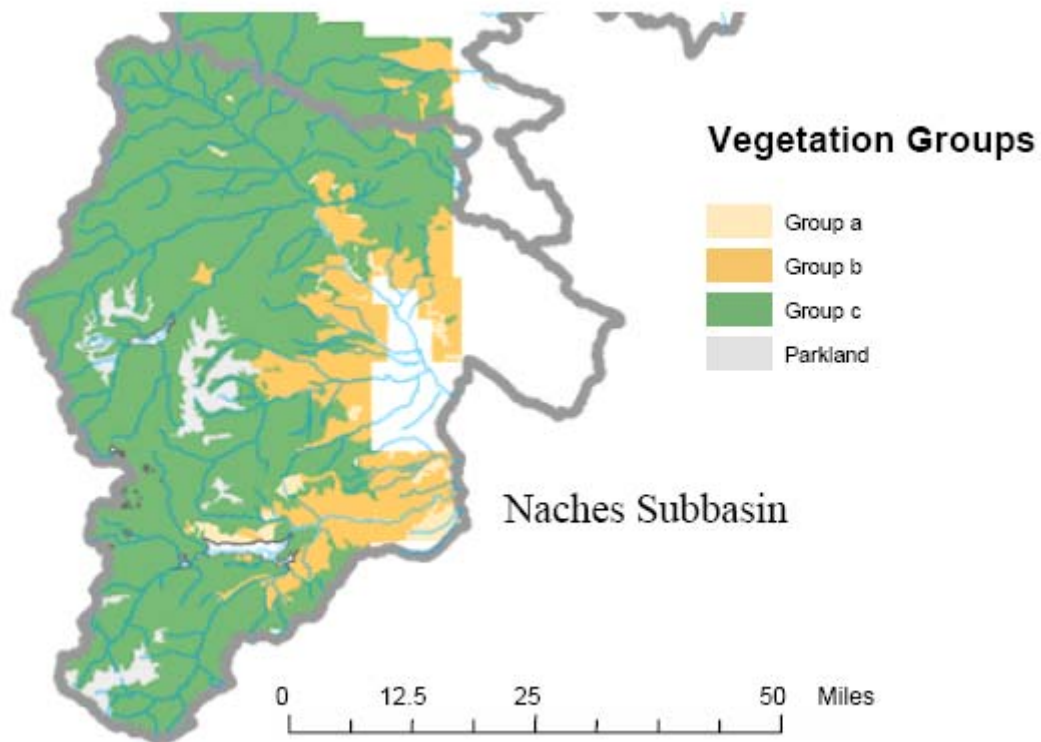 Vegetation Groups
Group a
Group b
Group c
Parkland
Naches Subbasin
0 12.5 25 50 Miles